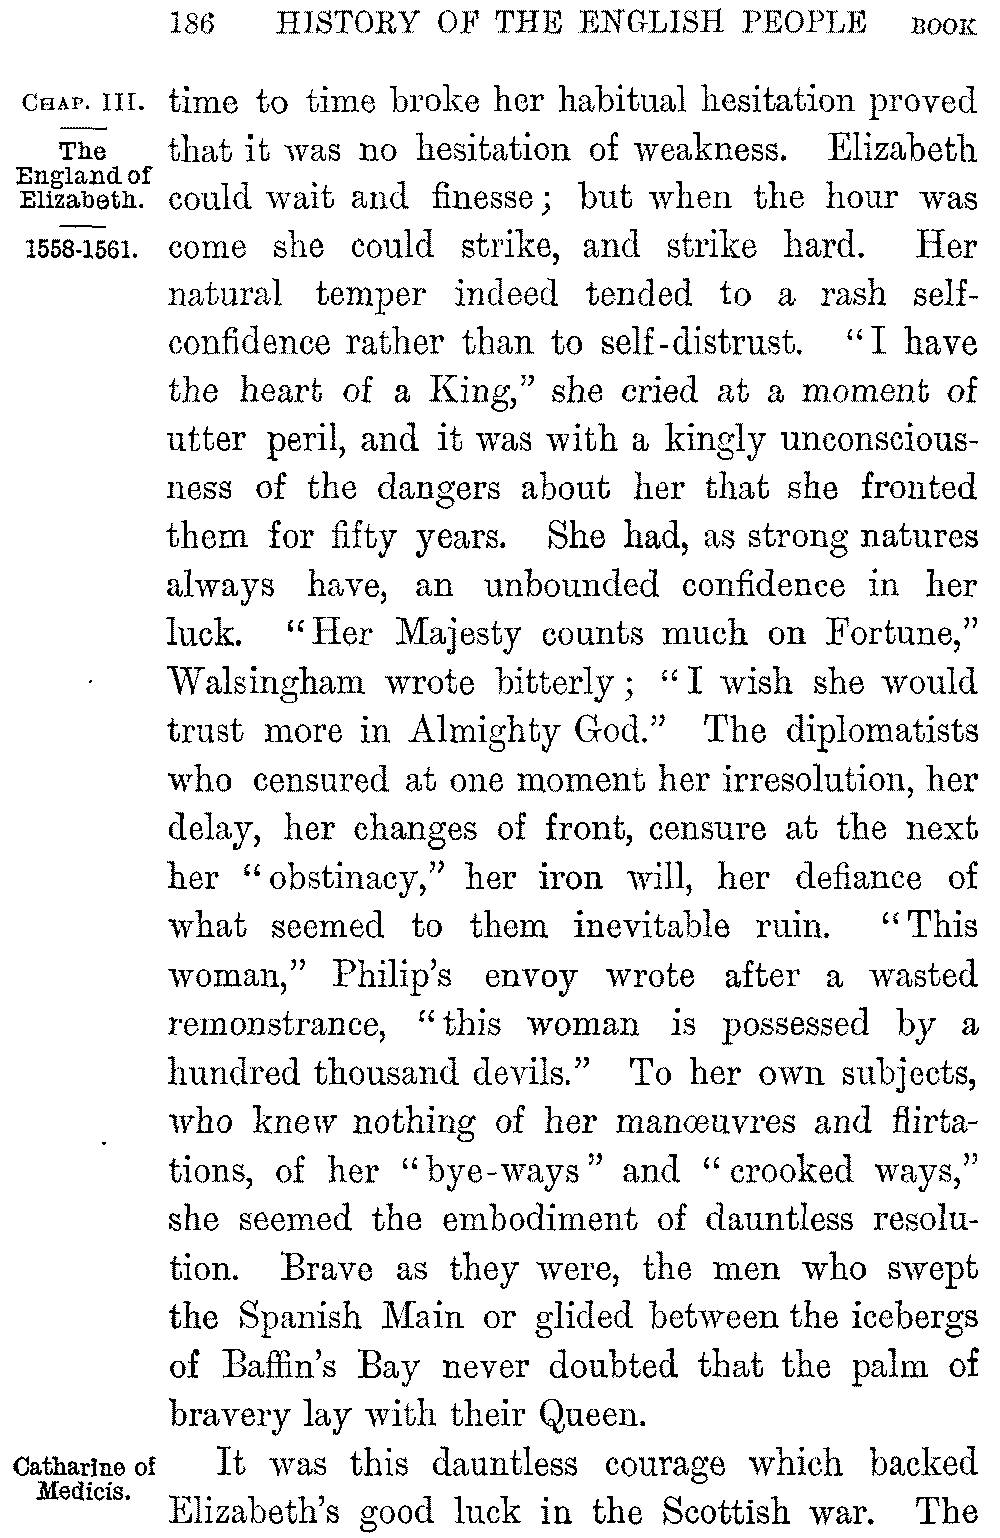 186 HISTORY OF THE ENGLISH PEOPLE BOOK
CHAP. III.
The
England of
Elizabeth.
1558-1561.
time to time broke her habitual hesitation proved
that it was no hesitation of weakness. Elizabeth
could wait and finesse; but when the hour was
come she could strike, and strike hard. Her
natural temper indeed tended to a rash self-
confidence rather than to self-distrust. “I have
the heart of a King,” she cried at a moment of
utter peril, and it was with a kingly unconscious-
ness of the dangers about her that she fronted
them for fifty years. She had, as strong natures
always have, an unbounded confidence in her
luck. “Her Majesty counts much on Fortune,”
Walsingham wrote bitterly; “I wish she would
trust more in Almighty God.” The diplomatists
who censured at one moment her irresolution, her
delay, her changes of front, censure at the next
her “obstinacy,” her iron will, her defiance of
what seemed to them inevitable ruin. “This
woman,” Philip’s envoy wrote after a wasted
remonstrance, “this woman is possessed by a
hundred thousand devils.” To her own subjects,
who knew nothing of her manœuvres and flirta-
tions, of her “bye-ways” and “crooked ways,”
she seemed the embodiment of dauntless resolu-
tion. Brave as they were, the men who swept
the Spanish Main or glided between the icebergs
of Baffin’s Bay never doubted that the palm of
bravery lay with their Queen.
Catharine of
Medicis.
It was this dauntless courage which backed
Elizabeth’s good luck in the Scottish war. The